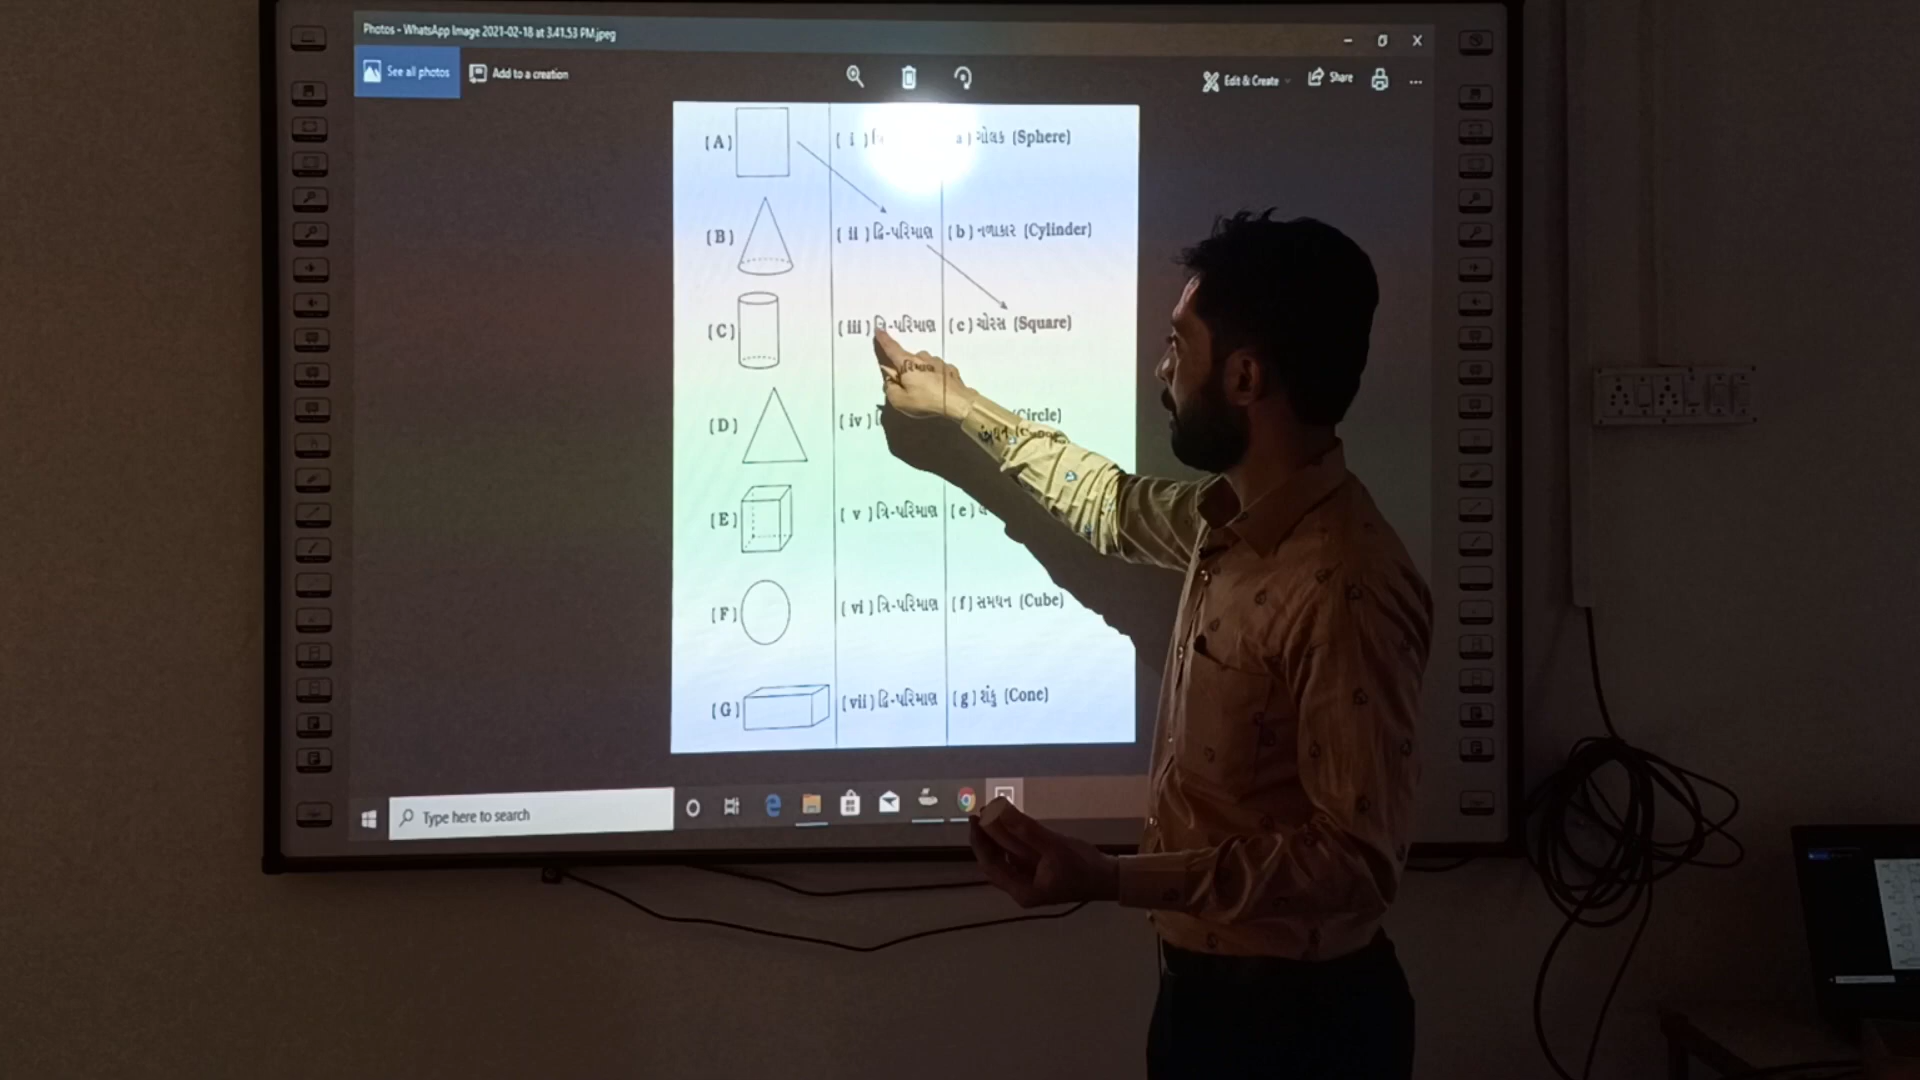 Photos - WhatsApp Image 2021-02-18 at 3.41.53 PM.jpeg
See all photos
Add to a creation
Edit & Create
Share
(A) ( i ) a ) ગોલક (Sphere)
(B) ( ii ) દ્વિ-પરિમાણ ( b ) નળાકાર (Cylinder)
(C) ( iii ) ત્રિ-પરિમાણ ( c ) ચોરસ (Square)
(D) ( iv ) (Circle)
(E) ( v ) ત્રિ-પરિમાણ ( e )
(F) ( vi ) ત્રિ-પરિમાણ ( f ) સમઘન (Cube)
(G) ( vii ) દ્વિ-પરિમાણ ( g ) શંકુ (Cone)
Type here to search